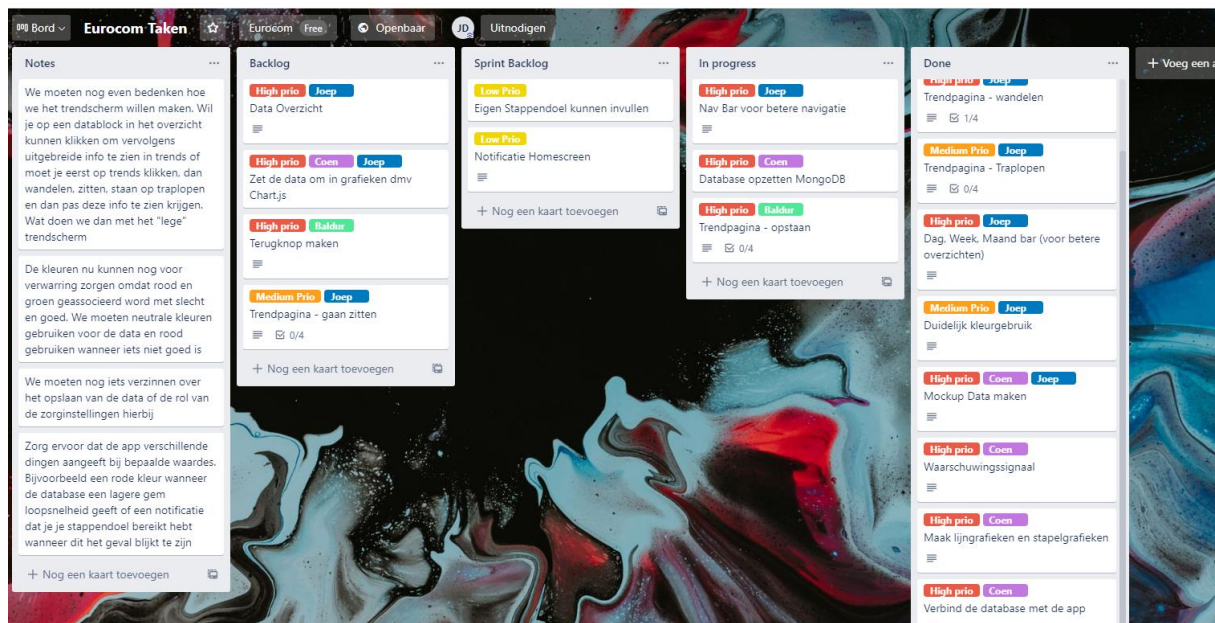 Bord
Eurocom Taken
Eurocom Free
Openbaar
JD
Uitnodigen
Notes
We moeten nog even bedenken hoe
we het trendscherm willen maken. Wil
je op een datablock in het overzicht
kunnen klikken om vervolgens
uitgebreide info te zien in trends of
moet je eerst op trends klikken, dan
wandelen, zitten, staan op traplopen
en dan pas deze info te zien krijgen.
Wat doen we dan met het "lege"
trendscherm
De kleuren nu kunnen nog voor
verwarring zorgen omdat rood en
groen geassocieerd word met slecht
en goed. We moeten neutrale kleuren
gebruiken voor de data en rood
gebruiken wanneer iets niet goed is
We moeten nog iets verzinnen over
het opslaan van de data of de rol van
de zorginstellingen hierbij
Zorg ervoor dat de app verschillende
dingen aangeeft bij bepaalde waardes.
Bijvoorbeeld een rode kleur wanneer
de database een lagere gem
loopsnelheid geeft of een notificatie
dat je je stappendoel bereikt hebt
wanneer dit het geval blijkt te zijn
+ Nog een kaart toevoegen
Backlog
High prio Joep
Data Overzicht
High prio Coen Joep
Zet de data om in grafieken dmv
Chart.js
High prio Baldur
Terugknop maken
Medium Prio Joep
Trendpagina - gaan zitten
0/4
+ Nog een kaart toevoegen
Sprint Backlog
Low Prio
Eigen Stappendoel kunnen invullen
Low Prio
Notificatie Homescreen
+ Nog een kaart toevoegen
In progress
High prio Joep
Nav Bar voor betere navigatie
High prio Coen
Database opzetten MongoDB
High prio Baldur
Trendpagina - opstaan
0/4
+ Nog een kaart toevoegen
Done
High prio Joep
Trendpagina - wandelen
1/4
Medium Prio Joep
Trendpagina - Traplopen
0/4
High prio Joep
Dag, Week, Maand bar (voor betere
overzichten)
Medium Prio Joep
Duidelijk kleurgebruik
High prio Coen Joep
Mockup Data maken
High prio Coen
Waarschuwingssignaal
High prio Coen
Maak lijngrafieken en stapelgrafieken
High prio Coen
Verbind de database met de app
+ Voeg een a